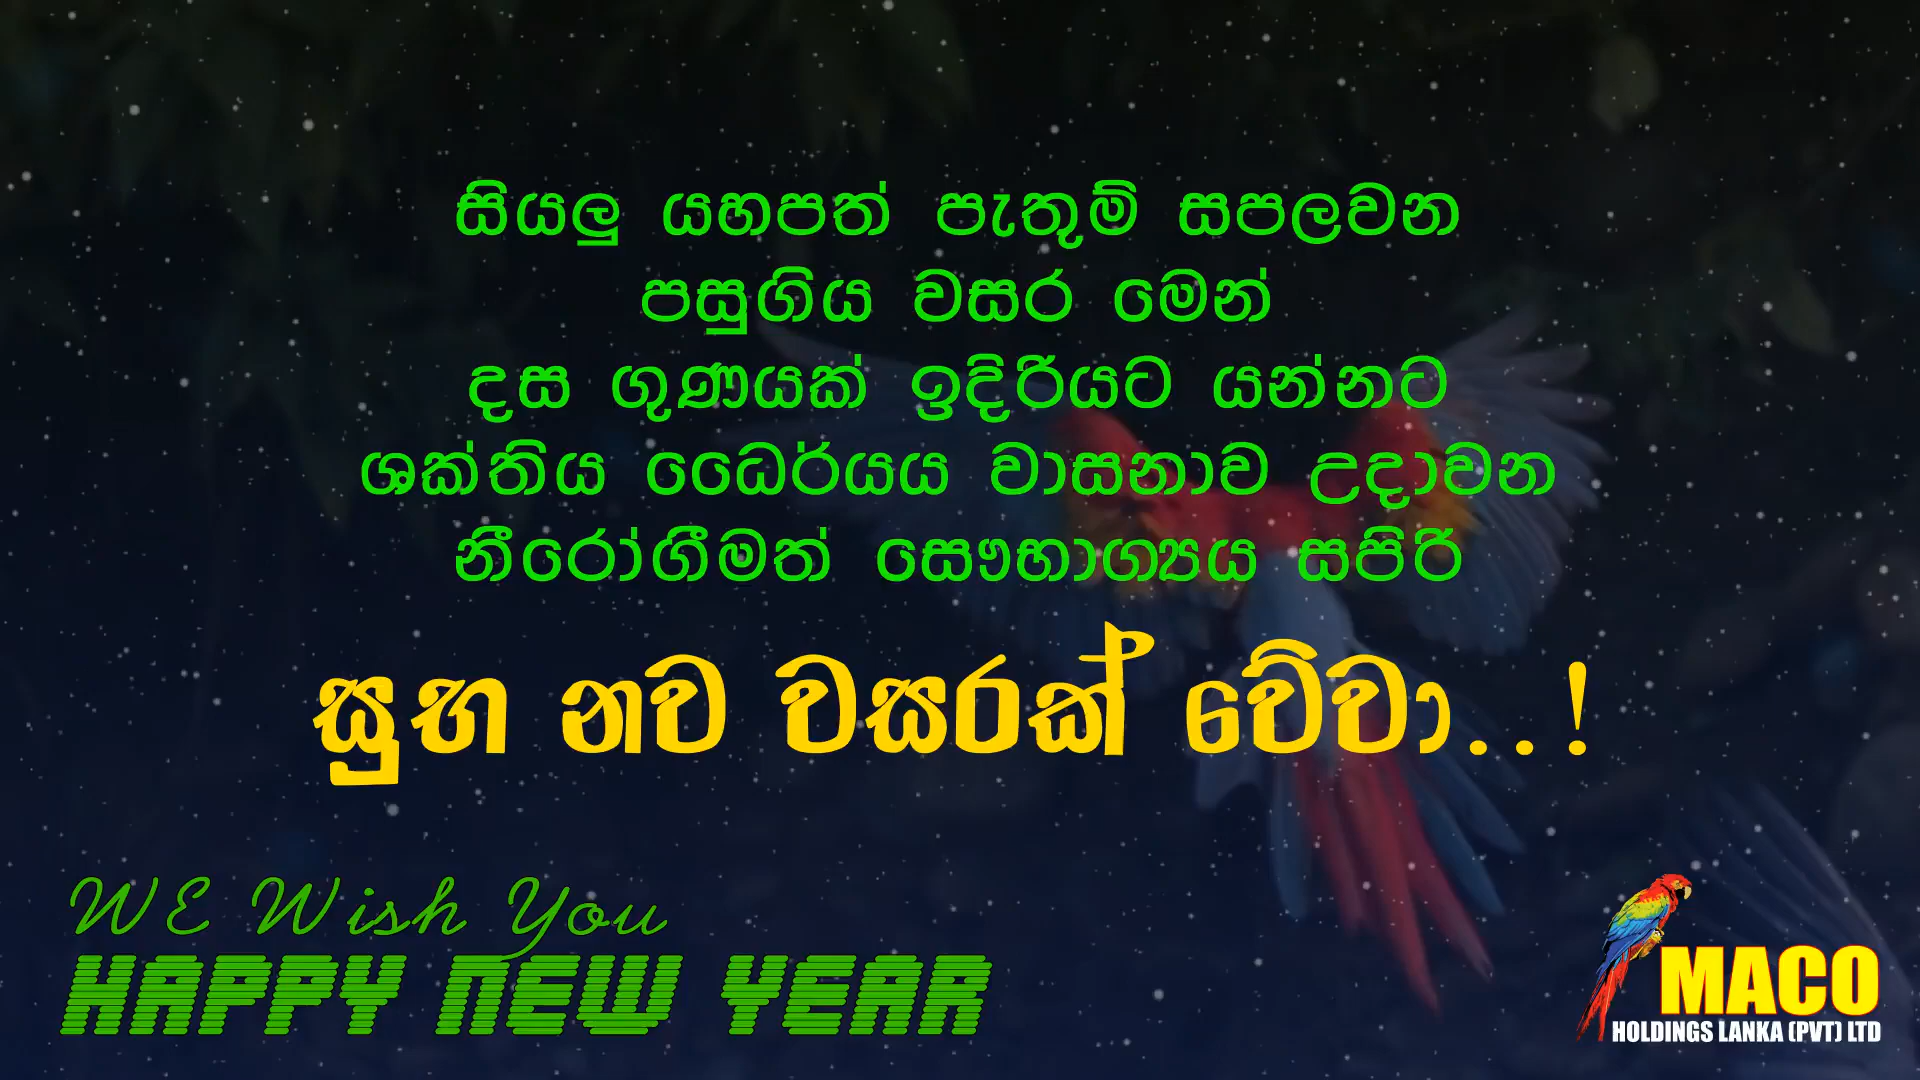 සියලු යහපත් පැතුම් සපලවන
පසුගිය වසර මෙන්
දස ගුණයක් ඉදිරියට යන්නට
ශක්තිය ධෛර්යය වාසනාව උදාවන
නීරෝගීමත් සෞභාග්‍යය සපිරි
සුභ නව වසරක් වේවා..!
WE Wish You
HAPPY NEW YEAR
MACO
HOLDINGS LANKA (PVT) LTD